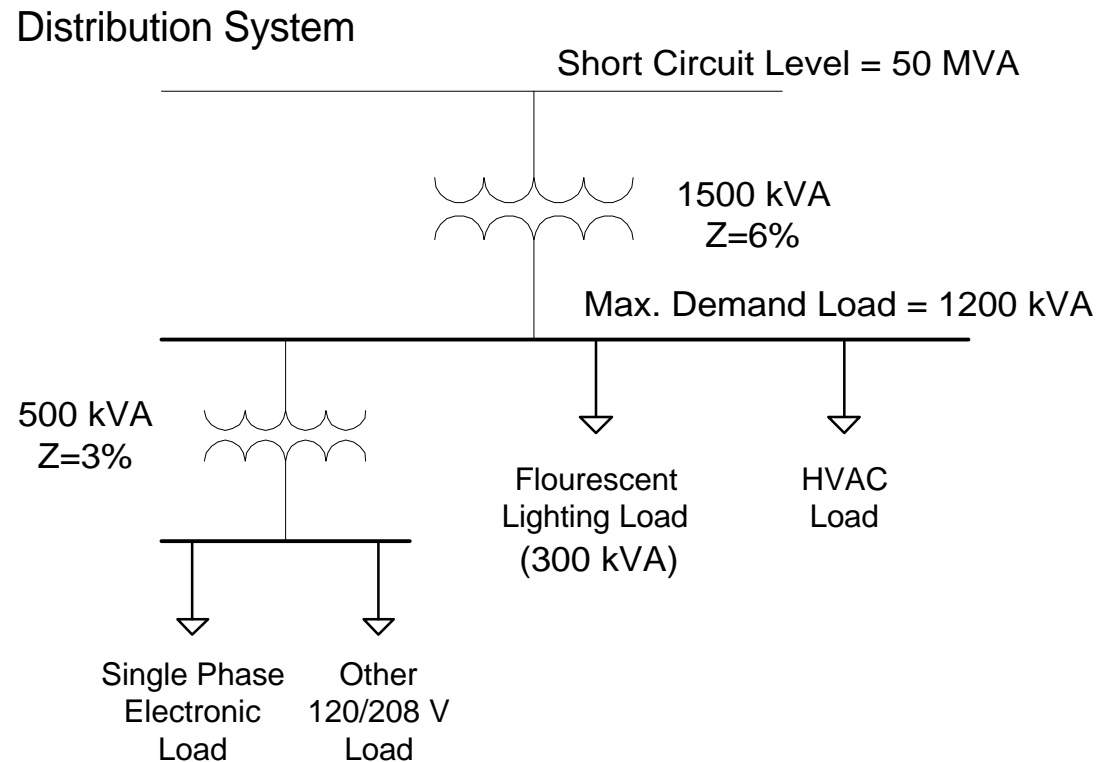 Distribution System
Short Circuit Level = 50 MVA
1500 kVA
Z=6%
Max. Demand Load = 1200 kVA
500 kVA
Z=3%
Flourescent
Lighting Load
(300 kVA)
HVAC
Load
Single Phase
Electronic
Load
Other
120/208 V
Load